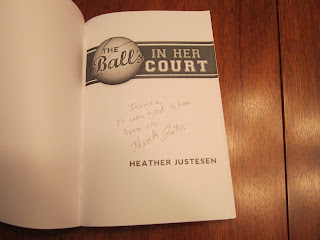 THE
Ball's
IN HER
COURT
Jessica,
It was good to have
been
HEATHER JUSTESEN